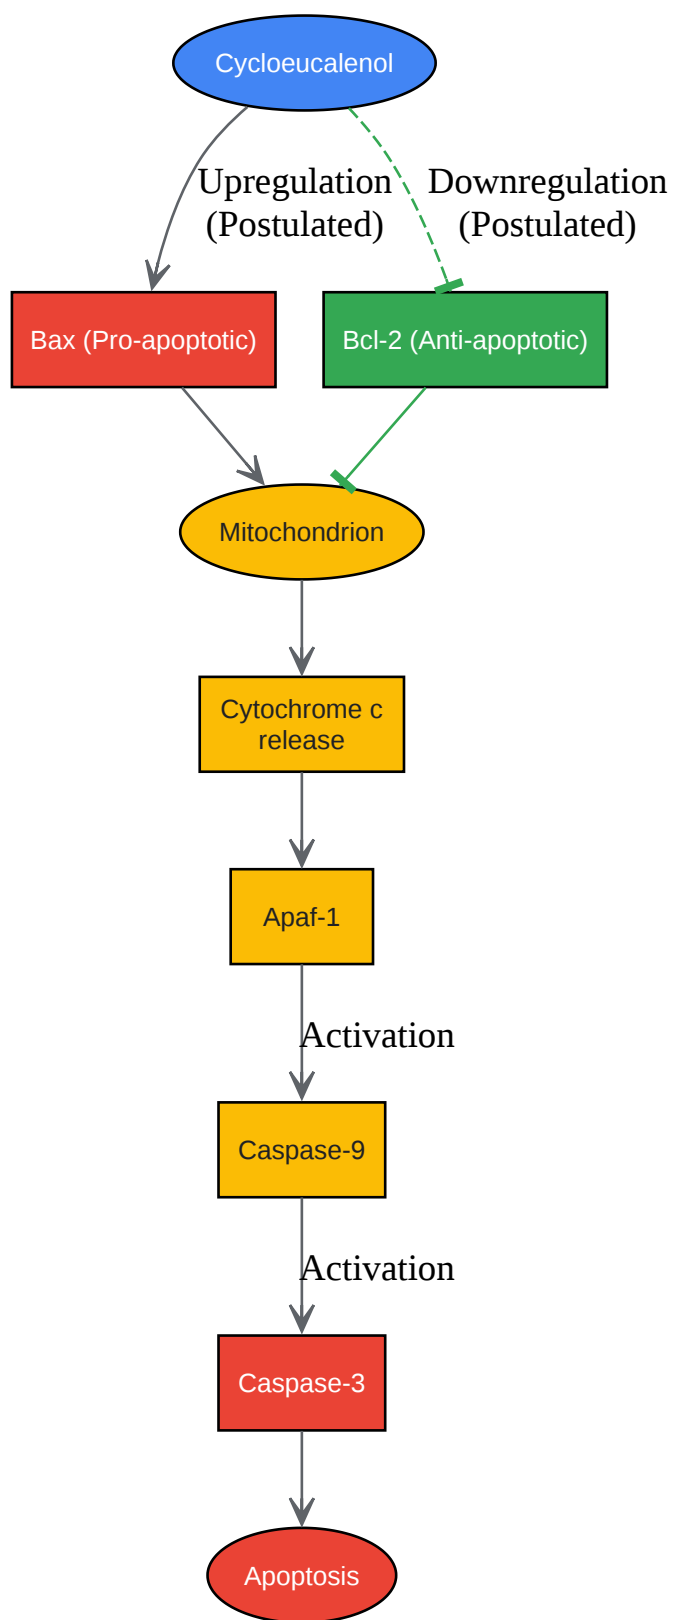 Cycloeucalenol
Upregulation
(Postulated)
Downregulation
(Postulated)
Bax (Pro-apoptotic)
Bcl-2 (Anti-apoptotic)
Mitochondrion
Cytochrome c
release
Apaf-1
Activation
Caspase-9
Activation
Caspase-3
Apoptosis